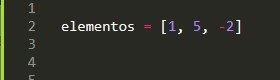 1
2 elementos = [1, 5, -2]
3
4
5